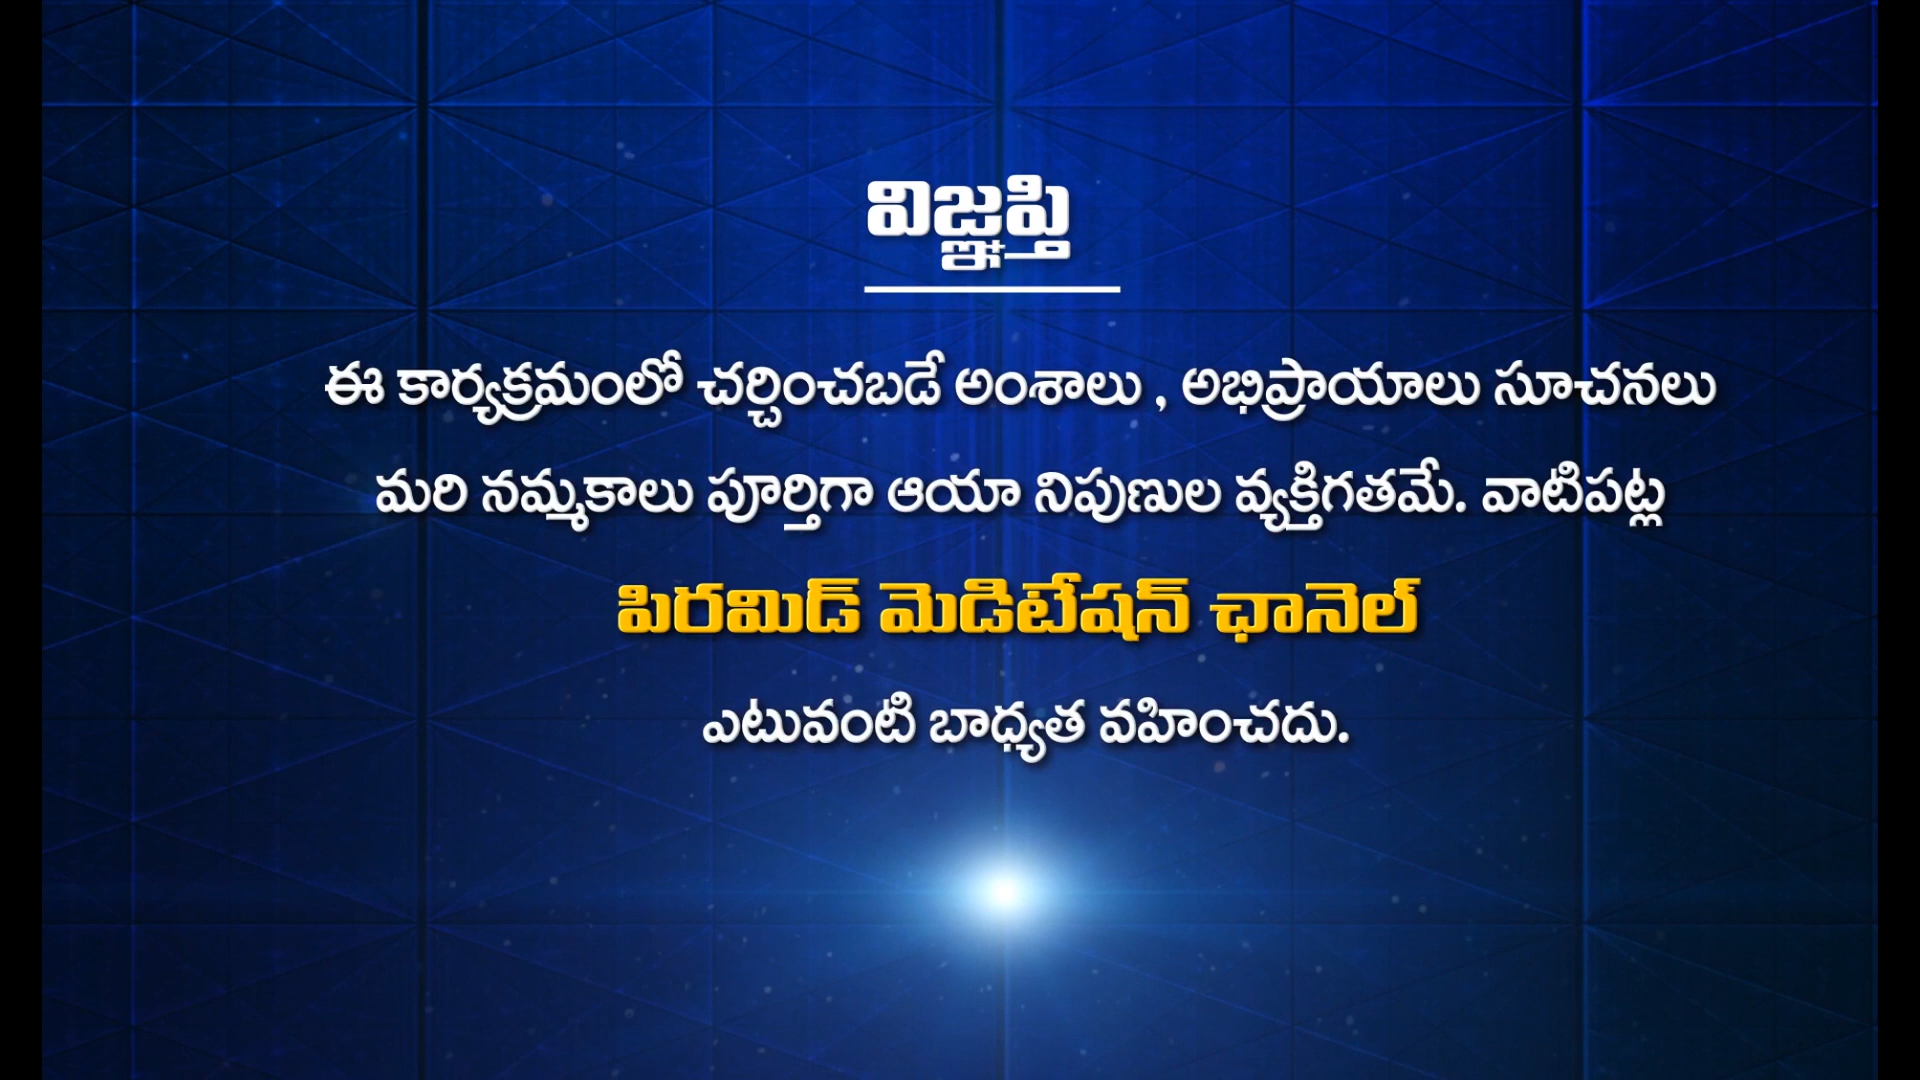 విజ్ఞప్తి
ఈ కార్యక్రమంలో చర్చించబడే అంశాలు , అభిప్రాయాలు సూచనలు
మరి నమ్మకాలు పూర్తిగా ఆయా నిపుణుల వ్యక్తిగతమే. వాటిపట్ల
పిరమిడ్ మెడిటేషన్ ఛానెల్
ఎటువంటి బాధ్యత వహించదు.